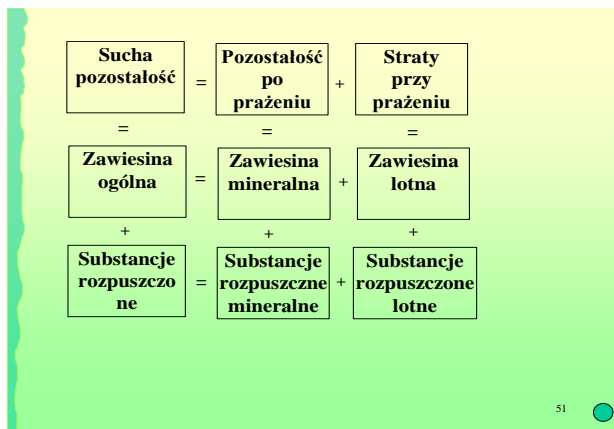 Sucha
pozostałość
=
Pozostałość
po
prażeniu
+
Straty
przy
prażeniu
=
=
=
Zawiesina
ogólna
=
Zawiesina
mineralna
+
Zawiesina
lotna
+
+
+
Substancje
rozpuszczo
ne
=
Substancje
rozpuszczne
mineralne
+
Substancje
rozpuszczone
lotne
51